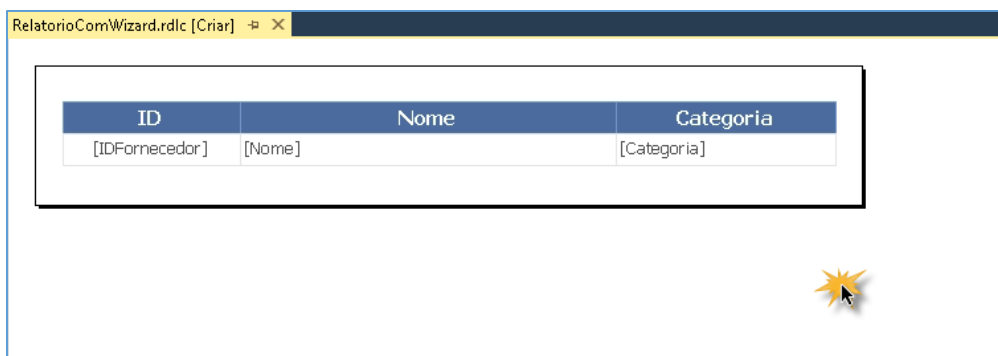 RelatorioComWizard.rdlc [Criar]
ID Nome Categoria
[IDFornecedor] [Nome] [Categoria]